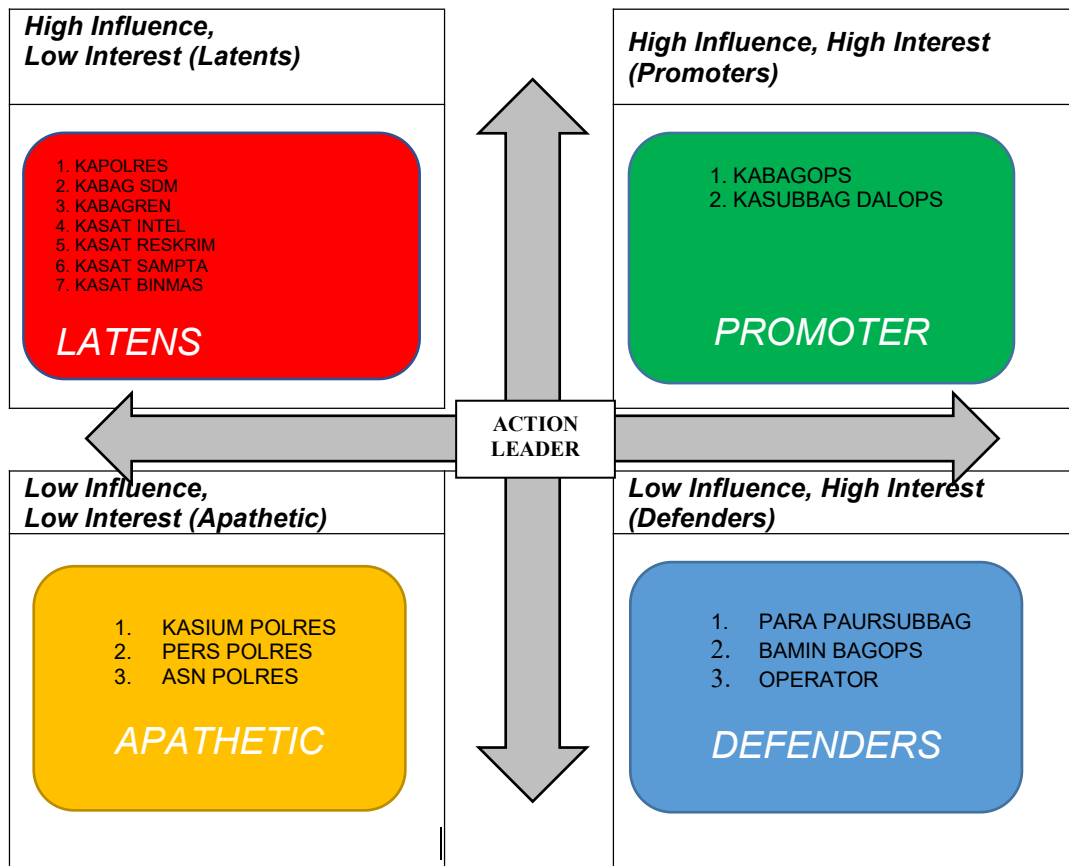 High Influence,
Low Interest (Latents)
High Influence, High Interest
(Promoters)
1. KAPOLRES
2. KABAG SDM
3. KABAGREN
4. KASAT INTEL
5. KASAT RESKRIM
6. KASAT SAMPTA
7. KASAT BINMAS
LATENS
1. KABAGOPS
2. KASUBBAG DALOPS
PROMOTER
ACTION
LEADER
Low Influence,
Low Interest (Apathetic)
Low Influence, High Interest
(Defenders)
1. KASIUM POLRES
2. PERS POLRES
3. ASN POLRES
APATHETIC
1. PARA PAURSUBBAG
2. BAMIN BAGOPS
3. OPERATOR
DEFENDERS